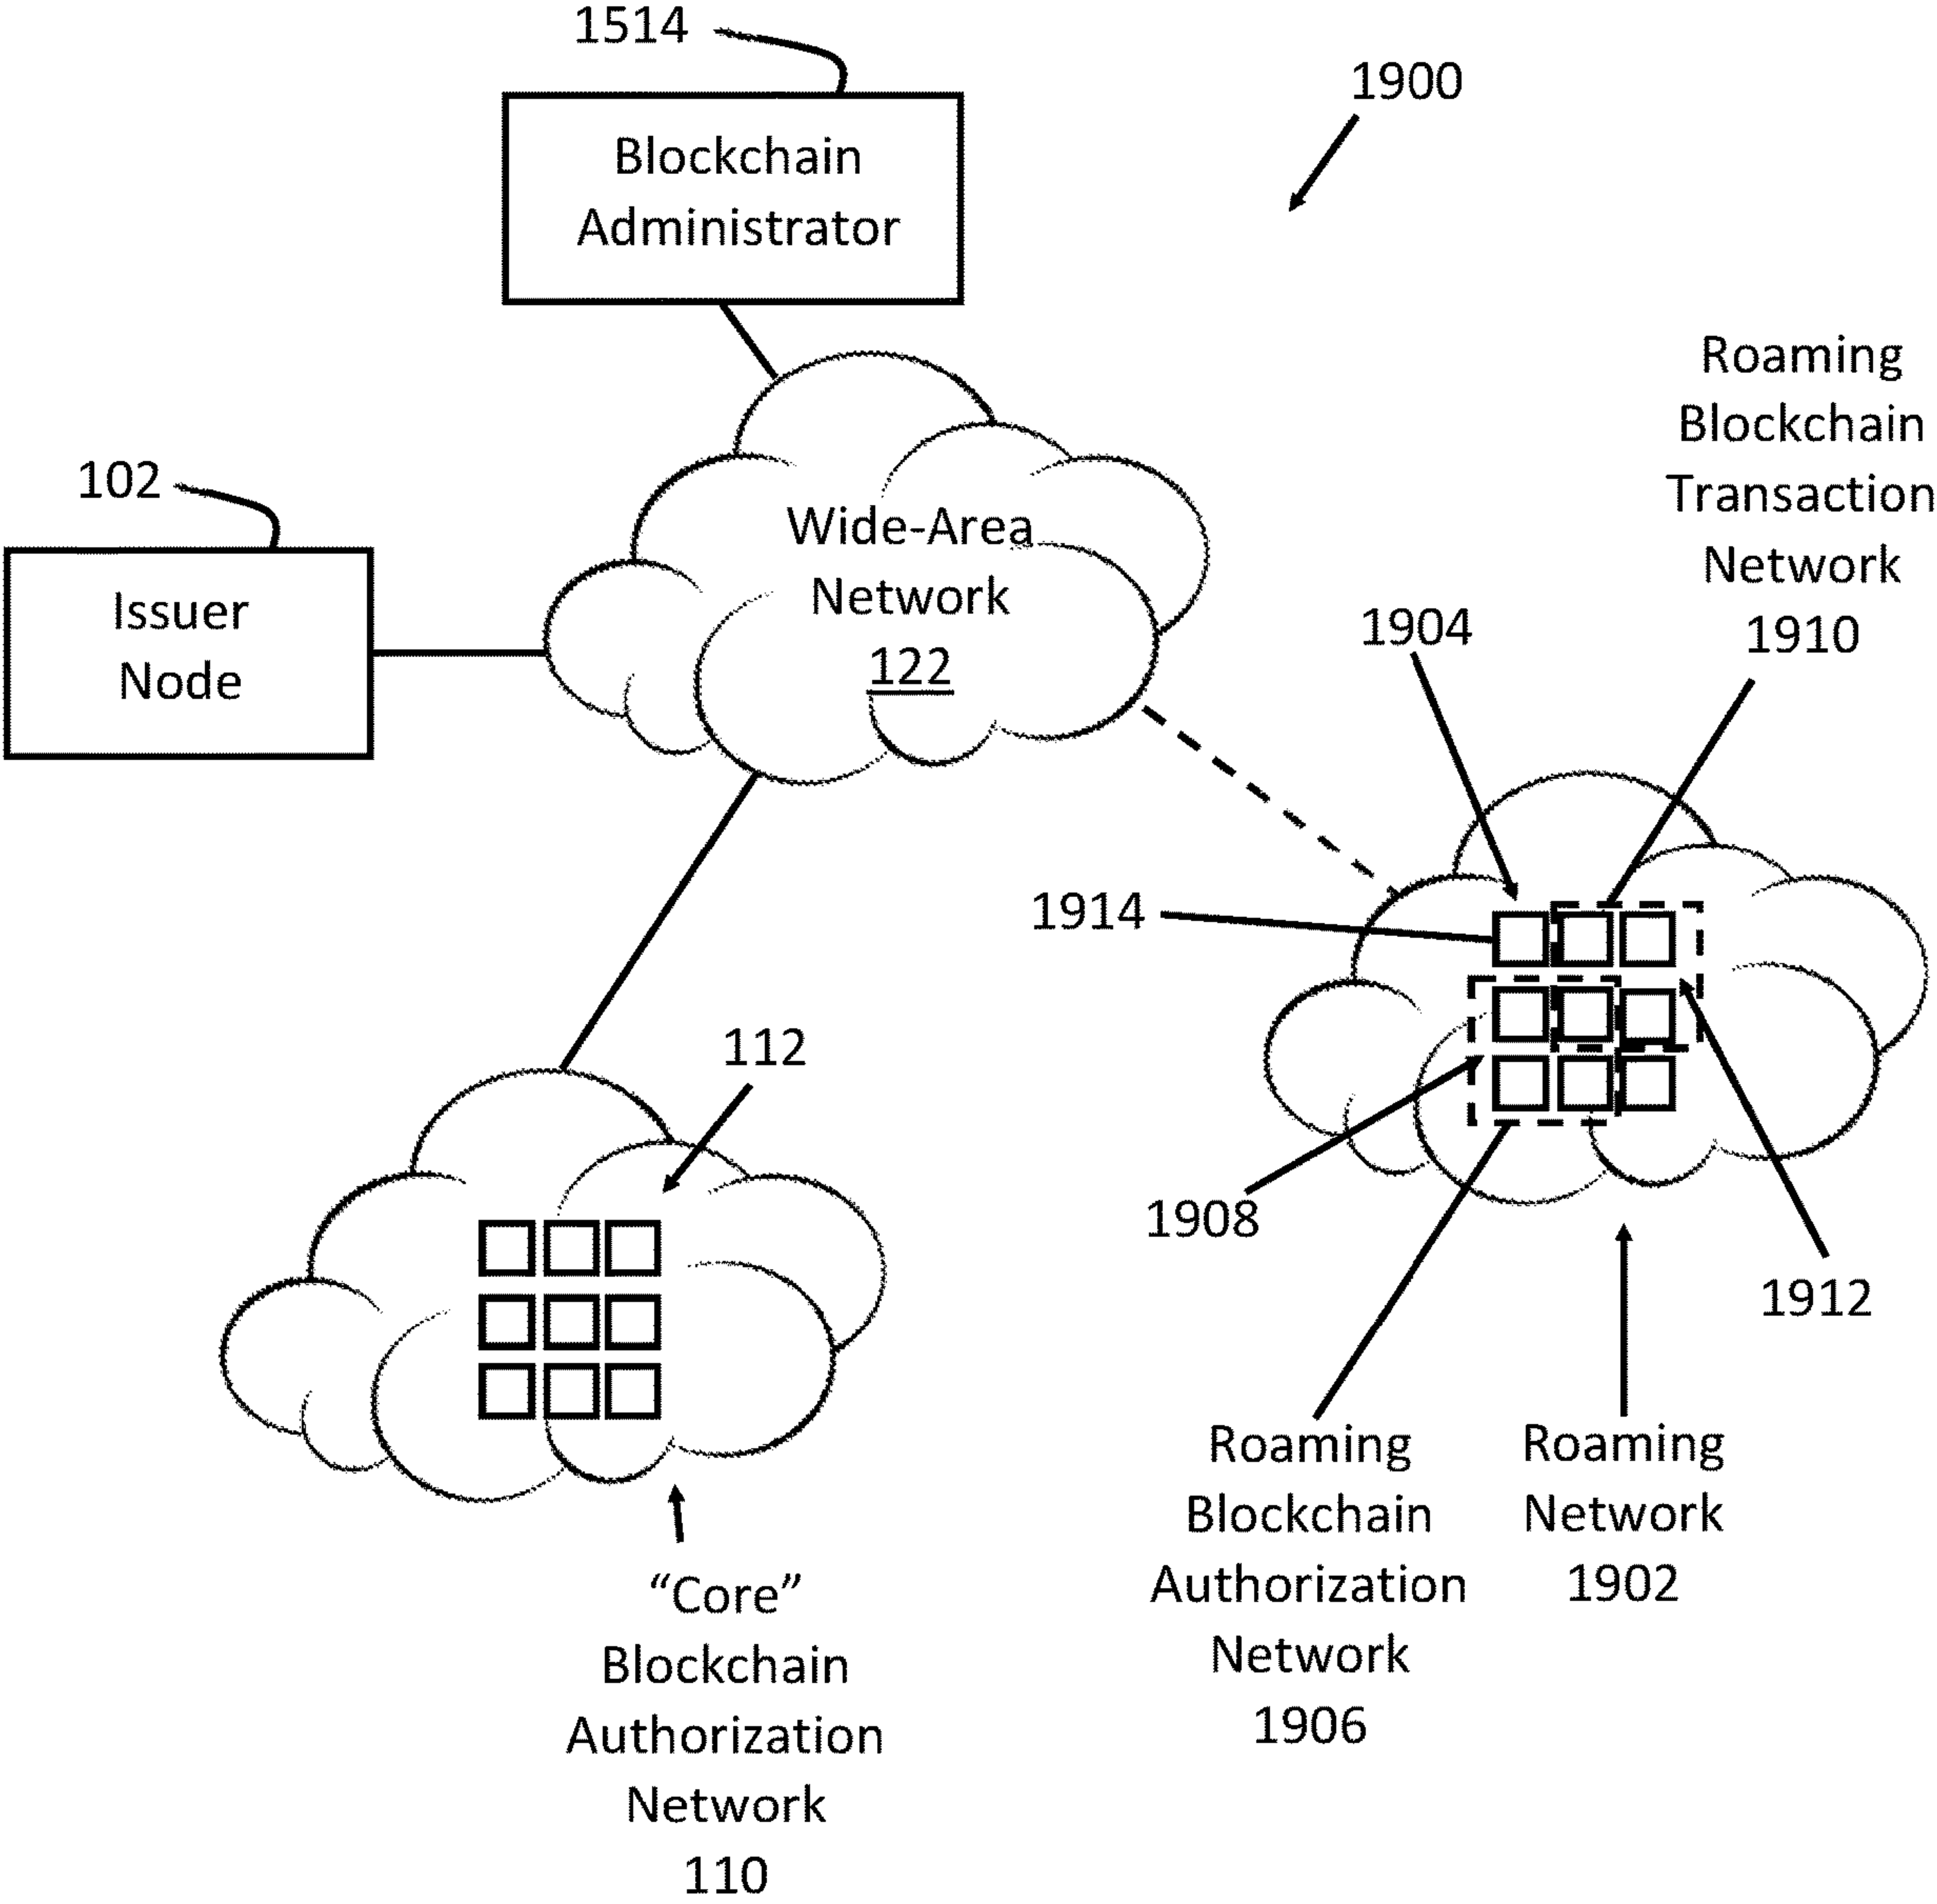 1514
1900
Blockchain
Administrator
Roaming
Blockchain
Transaction
Network
1910
102
Issuer
Node
Wide-Area
Network
122
1904
1914
112
1908
1912
"Core"
Blockchain
Authorization
Network
110
Roaming
Blockchain
Authorization
Network
1906
Roaming
Network
1902